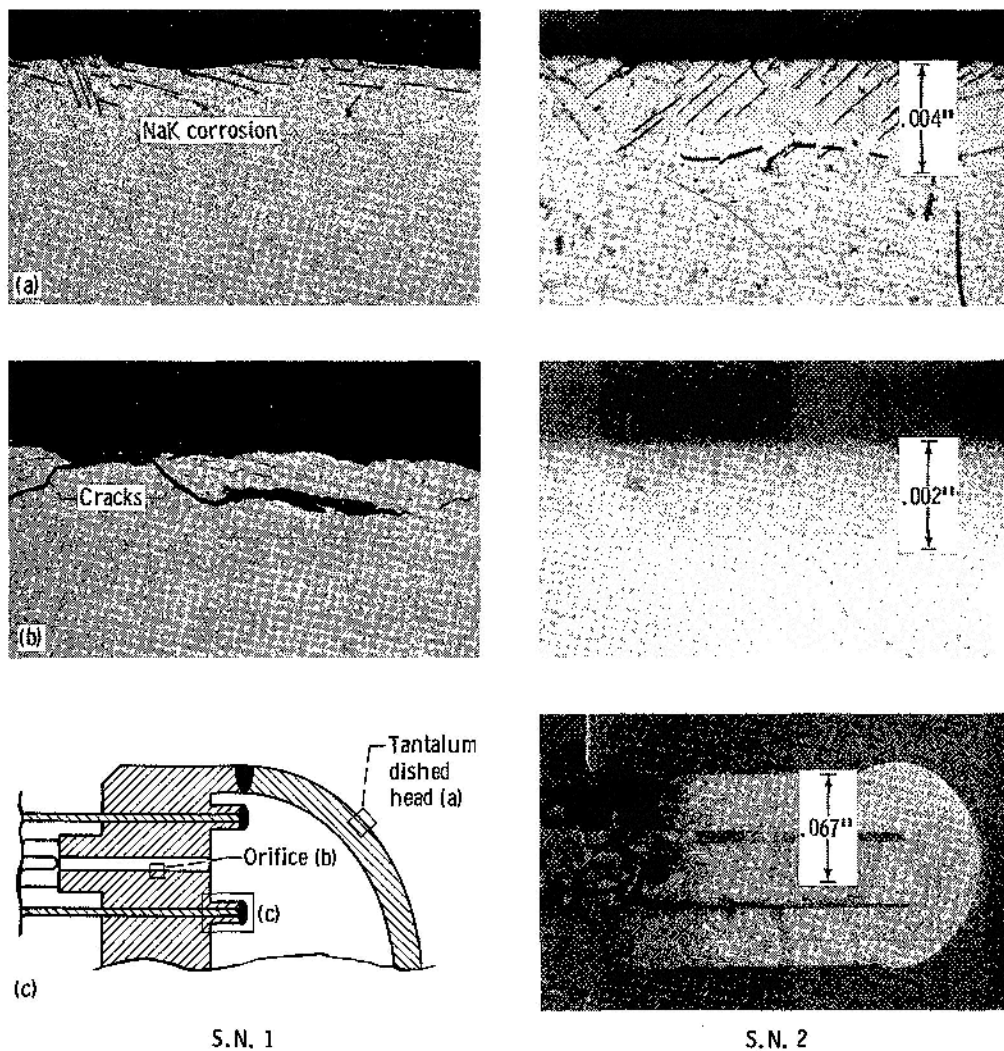 NaK corrosion
.004"
(a)
Cracks
.002"
(b)
Tantalum
dished
head (a)
Orifice (b)
(c)
.067"
(c)
S.N. 1
S.N. 2